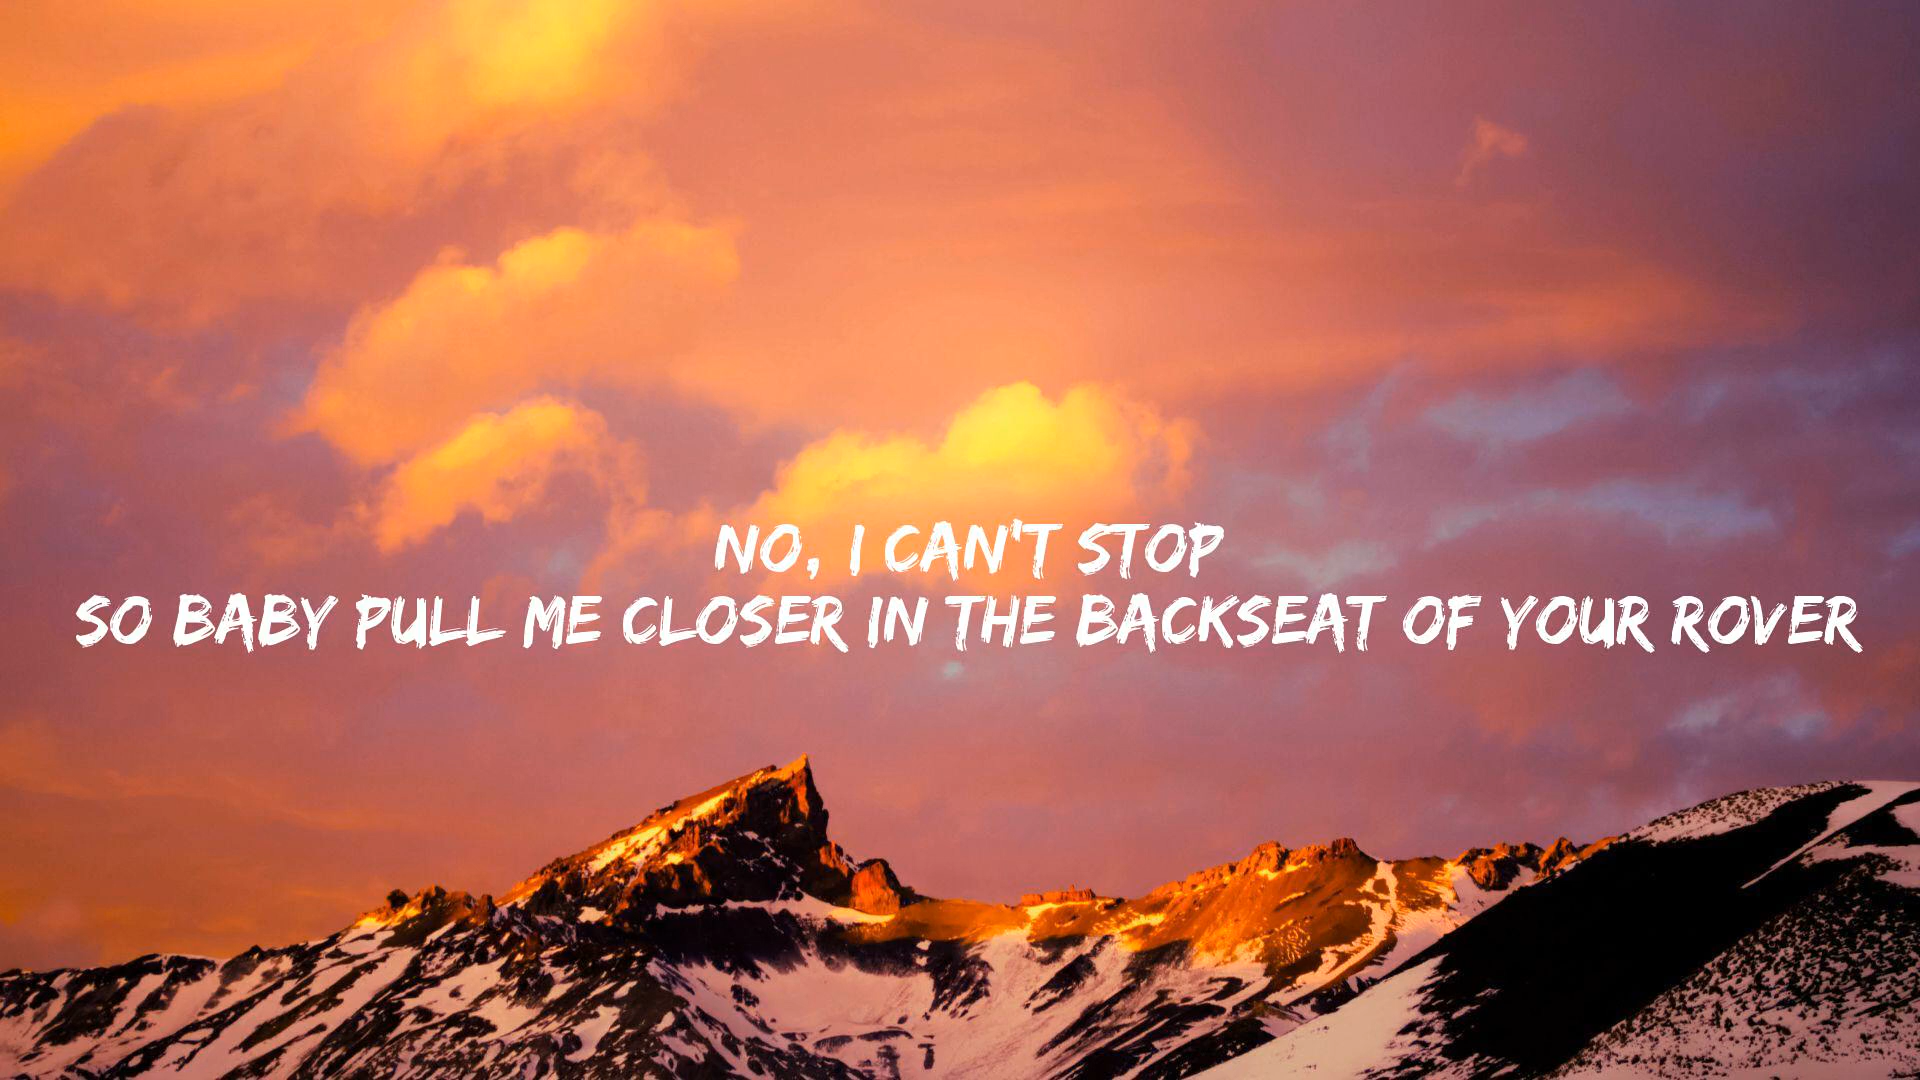 NO, I CAN'T STOP
SO BABY PULL ME CLOSER IN THE BACKSEAT OF YOUR ROVER